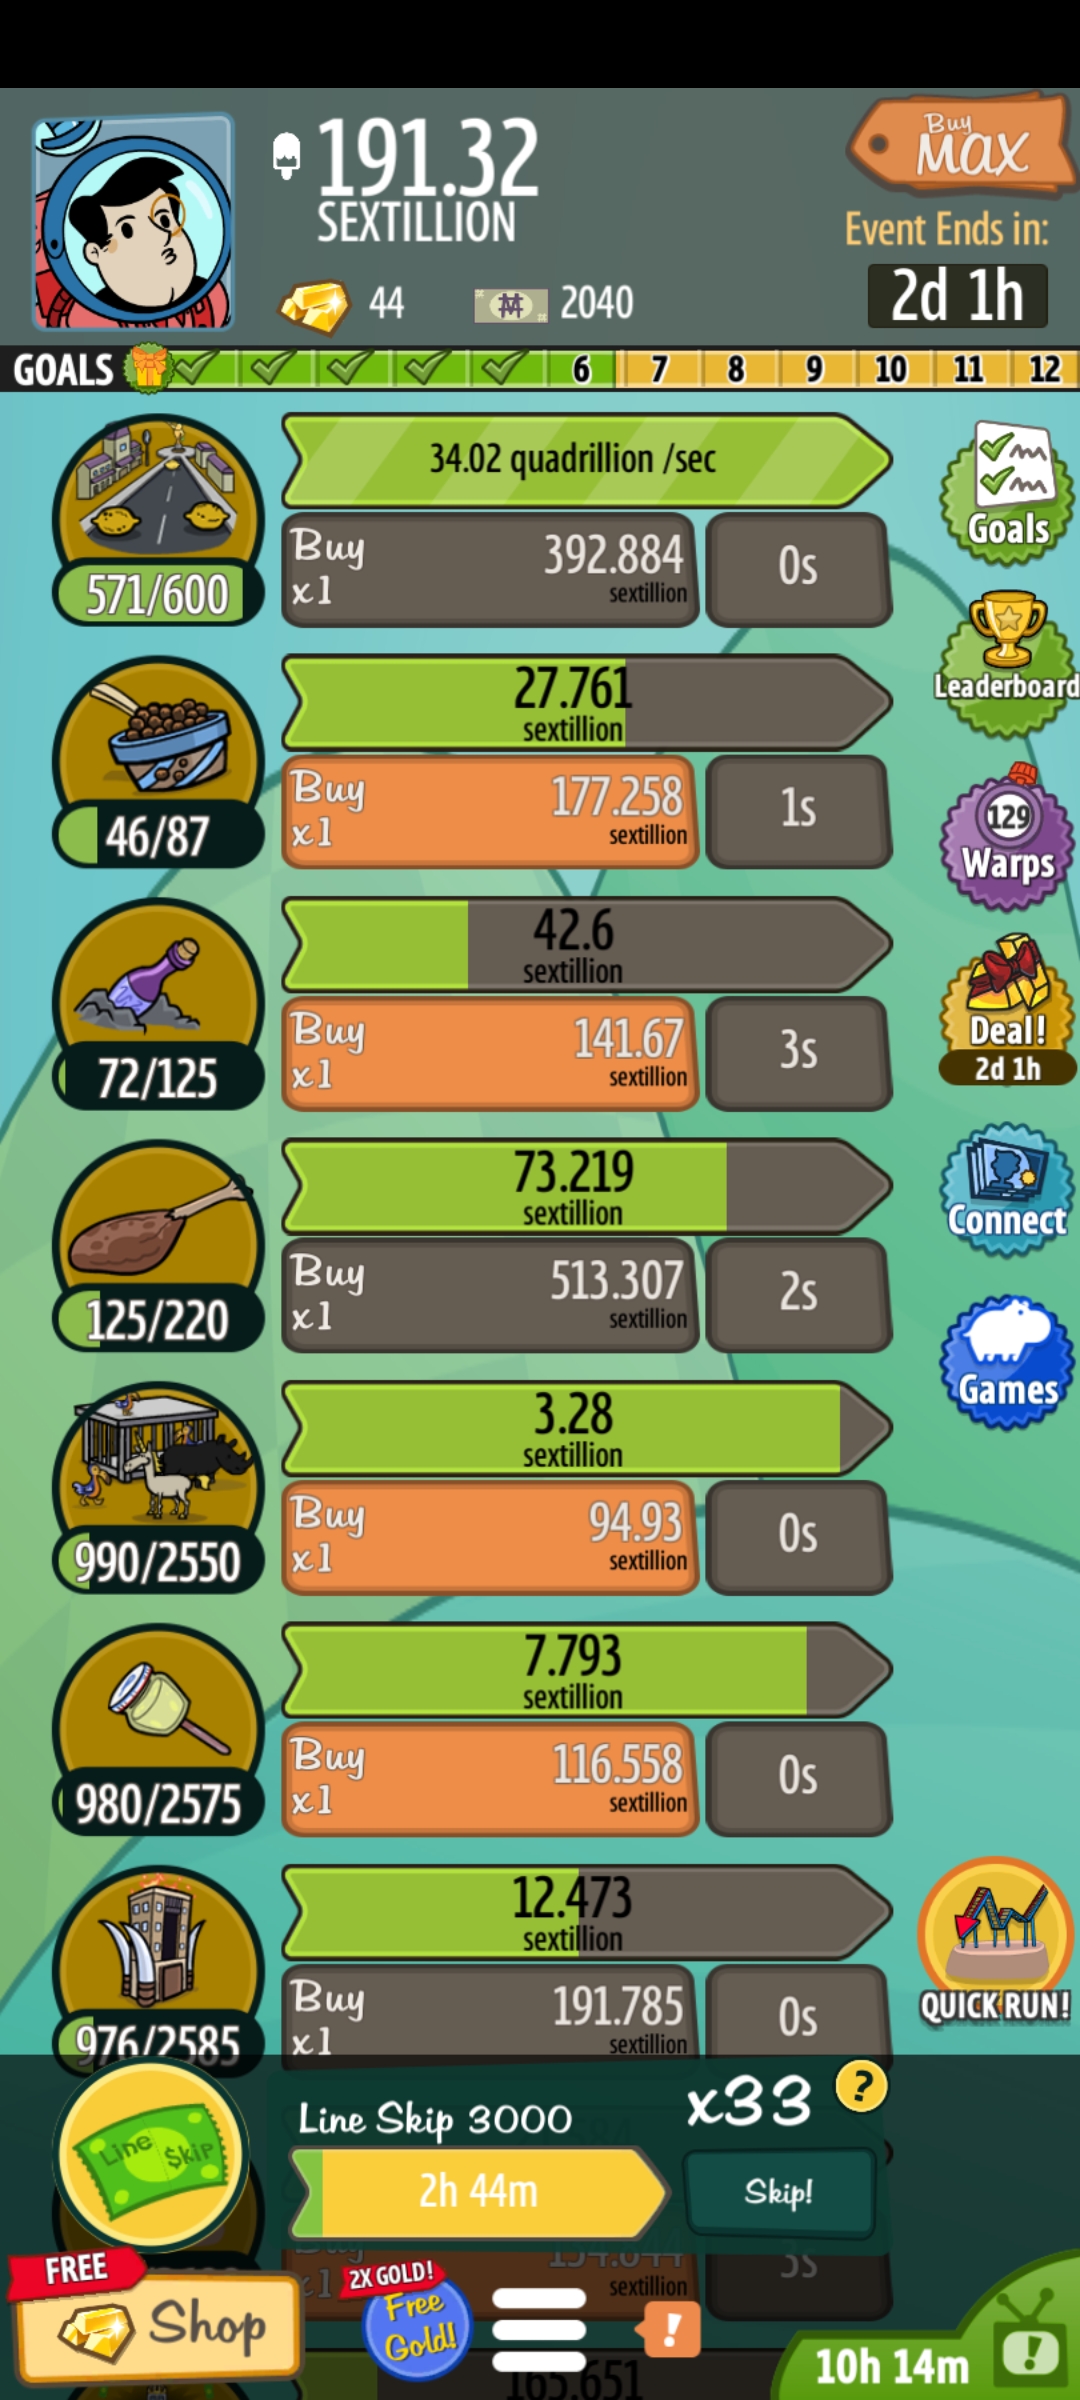 191.32
SEXTILLION
Buy
MAX
Event Ends in:
2d 1h
44
2040
GOALS
6 7 8 9 10 11 12
34.02 quadrillion /sec
571/600
Buy
x1
392.884
sextillion
0s
Goals
27.761
sextillion
46/87
Buy
x1
177.258
sextillion
1s
Leaderboard
129
Warps
42.6
sextillion
72/125
Buy
x1
141.67
sextillion
3s
Deal!
2d 1h
73.219
sextillion
125/220
Buy
x1
513.307
sextillion
2s
Connect
3.28
sextillion
990/2550
Buy
x1
94.93
sextillion
0s
Games
7.793
sextillion
980/2575
Buy
x1
116.558
sextillion
0s
12.473
sextillion
976/2585
Buy
x1
191.785
sextillion
0s
QUICK RUN!
Line Skip
Line Skip 3000
x33
?
2h 44m
Skip!
sextillion
3s
FREE
Shop
2X GOLD!
Free
Gold!
!
10h 14m
!
165.651